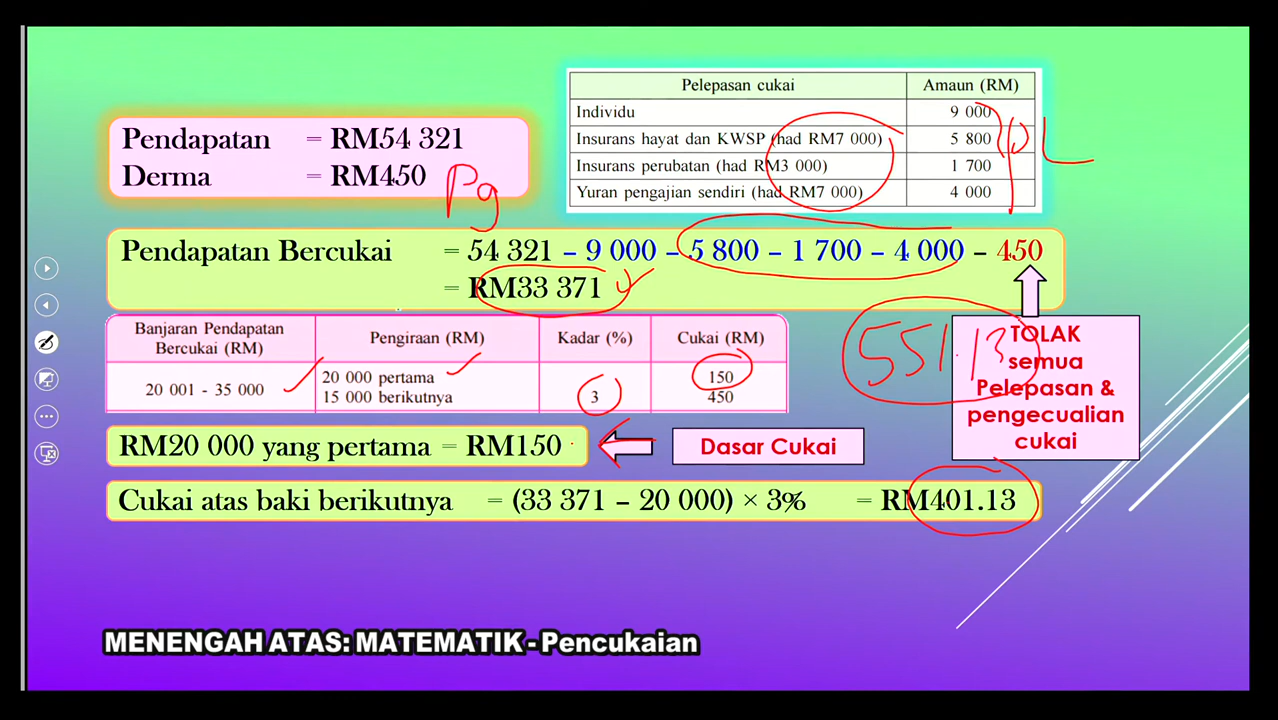 Pendapatan = RM54 321
Derma = RM450
Pg
Pelepasan cukai Amaun (RM)
Individu 9 000
Insurans hayat dan KWSP (had RM7 000) 5 800
Insurans perubatan (had RM3 000) 1 700
Yuran pengajian sendiri (had RM7 000) 4 000
PL
Pendapatan Bercukai = 54 321 – 9 000 – 5 800 – 1 700 – 4 000 – 450
= RM33 371
Banjaran Pendapatan Bercukai (RM) Pengiraan (RM) Kadar (%) Cukai (RM)
20 001 - 35 000 20 000 pertama 150
15 000 berikutnya 3 450
551.13
TOLAK
semua
Pelepasan &
pengecualian
cukai
RM20 000 yang pertama = RM150
Dasar Cukai
Cukai atas baki berikutnya = (33 371 – 20 000) × 3% = RM401.13
MENENGAH ATAS: MATEMATIK - Pencukaian